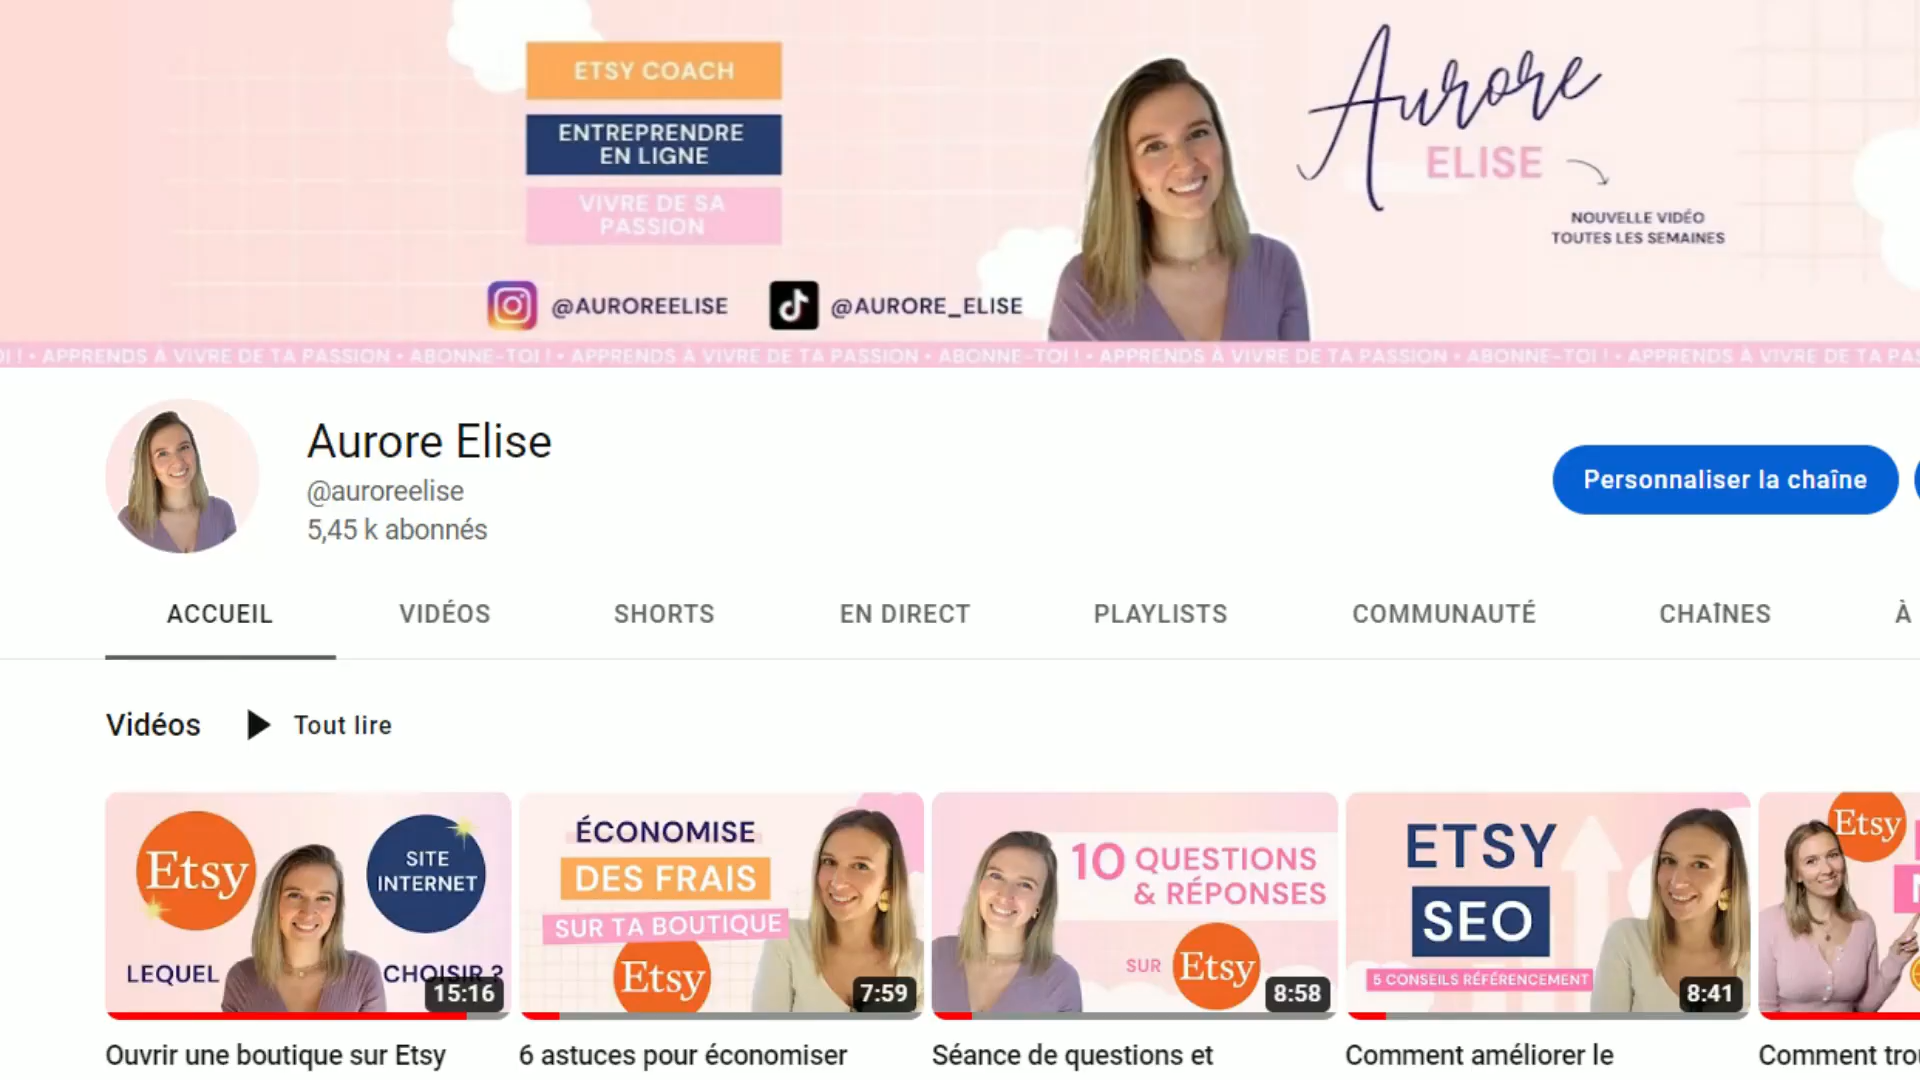 ETSY COACH
ENTREPRENDRE
EN LIGNE
VIVRE DE SA
PASSION
@AUROREELISE
@AURORE_ELISE
Aurore
ELISE
NOUVELLE VIDÉO
TOUTES LES SEMAINES
! • APPRENDS À VIVRE DE TA PASSION • ABONNE-TOI ! • APPRENDS À VIVRE DE TA PASSION • ABONNE-TOI ! • APPRENDS À VIVRE DE TA PASSION • ABONNE-TOI ! • APPRENDS À VIVRE DE TA
Aurore Elise
@auroreelise
5,45 k abonnés
Personnaliser la chaîne
ACCUEIL
VIDÉOS
SHORTS
EN DIRECT
PLAYLISTS
COMMUNAUTÉ
CHAÎNES
À
Vidéos
Tout lire
Etsy
SITE
INTERNET
LEQUEL
CHOISIR ?
15:16
ÉCONOMISE
DES FRAIS
SUR TA BOUTIQUE
Etsy
7:59
10 QUESTIONS
& RÉPONSES
SUR Etsy
8:58
ETSY
SEO
5 CONSEILS RÉFÉRENCEMENT
8:41
Etsy
Ouvrir une boutique sur Etsy
6 astuces pour économiser
Séance de questions et
Comment améliorer le
Comment